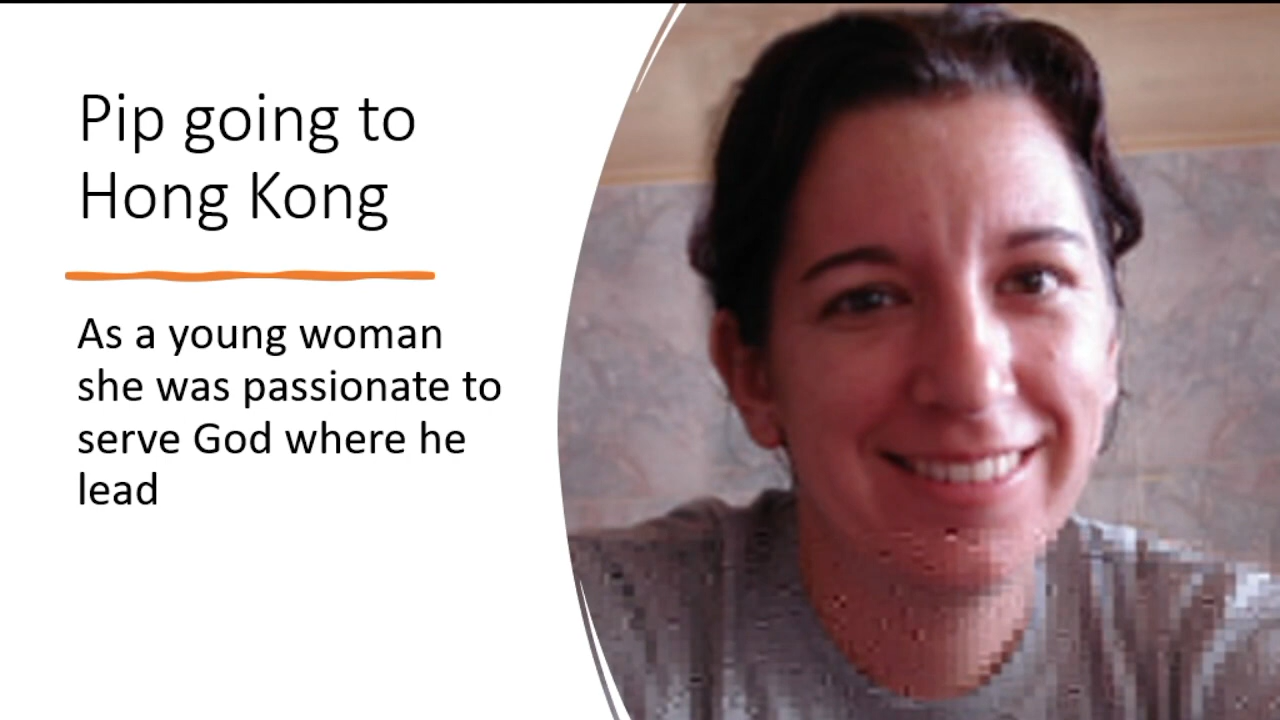 Pip going to
Hong Kong
As a young woman
she was passionate to
serve God where he
lead